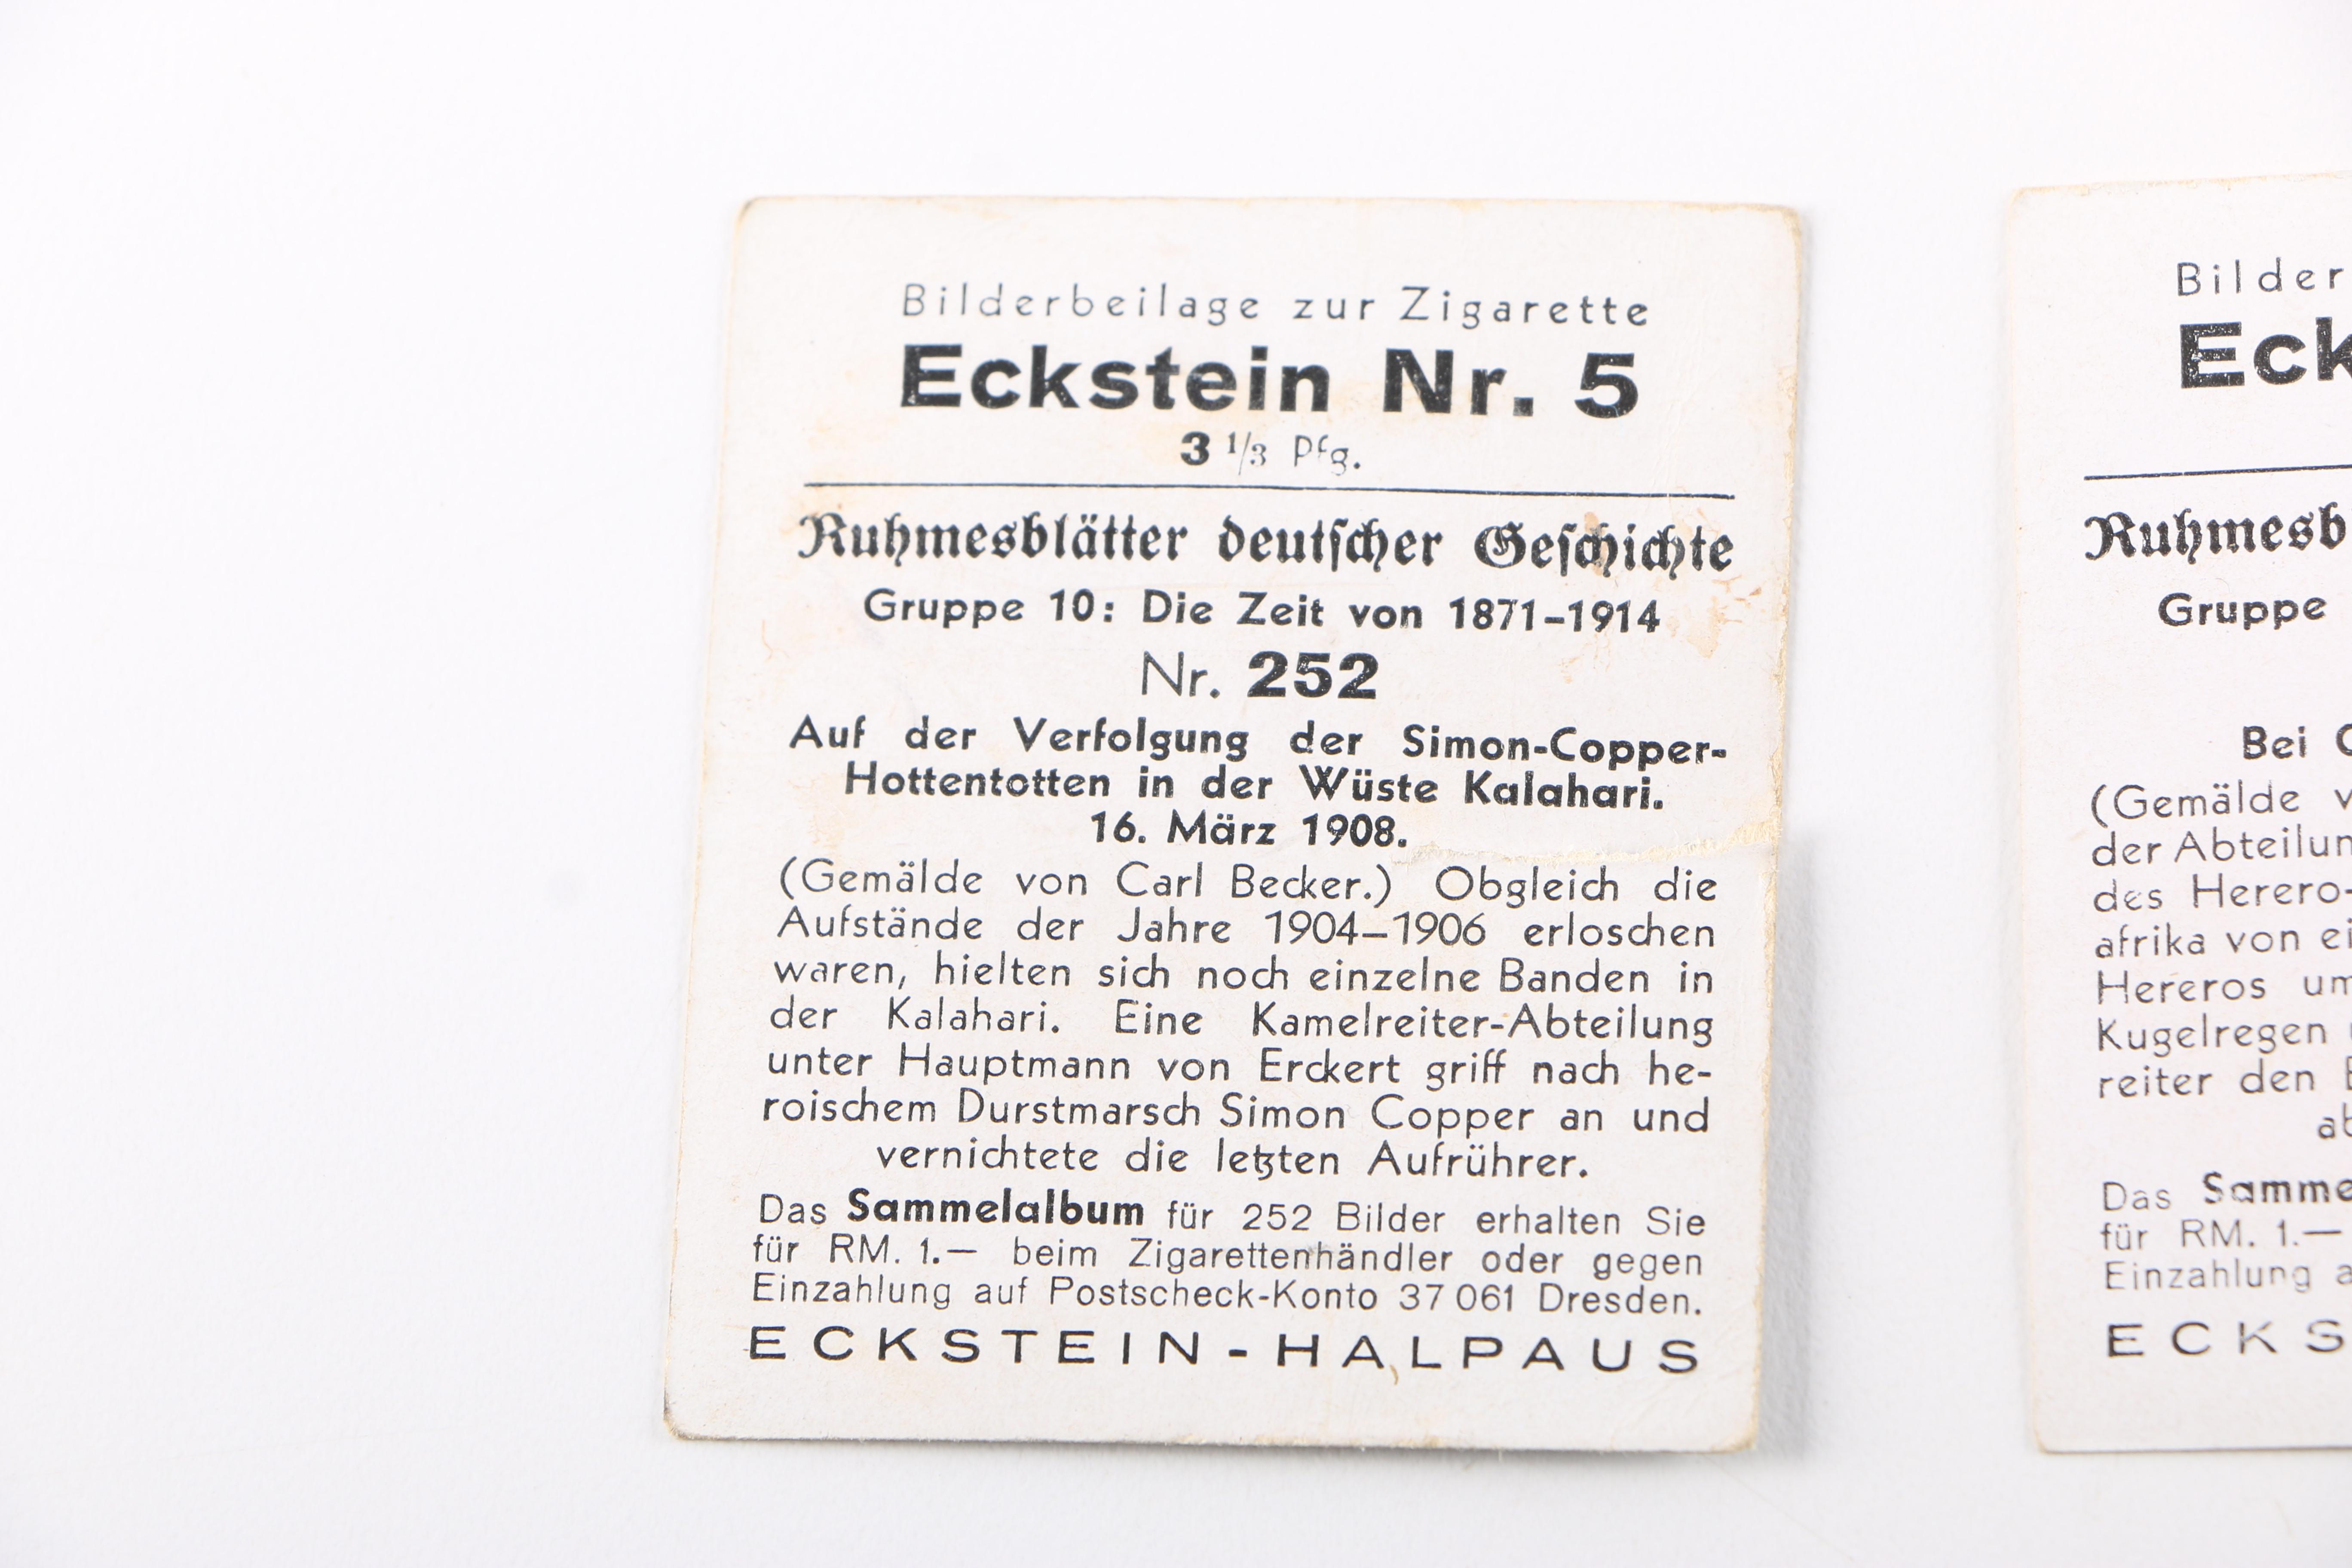 Bilderbeilage zur Zigarette
Eckstein Nr. 5
3 1/3 Pfg.
Ruhmesblätter deutscher Geschichte
Gruppe 10: Die Zeit von 1871–1914
Nr. 252
Auf der Verfolgung der Simon-Copper-
Hottentotten in der Wüste Kalahari.
16. März 1908.
(Gemälde von Carl Becker.) Obgleich die
Aufstände der Jahre 1904–1906 erloschen
waren, hielten sich noch einzelne Banden in
der Kalahari. Eine Kamelreiter-Abteilung
unter Hauptmann von Erckert griff nach he-
roischem Durstmarsch Simon Copper an und
vernichtete die letzten Aufrührer.
Das Sammelalbum für 252 Bilder erhalten Sie
für RM. 1.— beim Zigarettenhändler oder gegen
Einzahlung auf Postscheck-Konto 37 061 Dresden.
ECKSTEIN-HALPAUS
Bilder
Eck
Ruhmesb
Gruppe
Bei
(Gemälde
der Abteilun
des Herero-
afrika von ei
Hereros um
Kugelregen
reiter den
ab
Das Samme
für RM. 1.—
Einzahlung a
ECKS